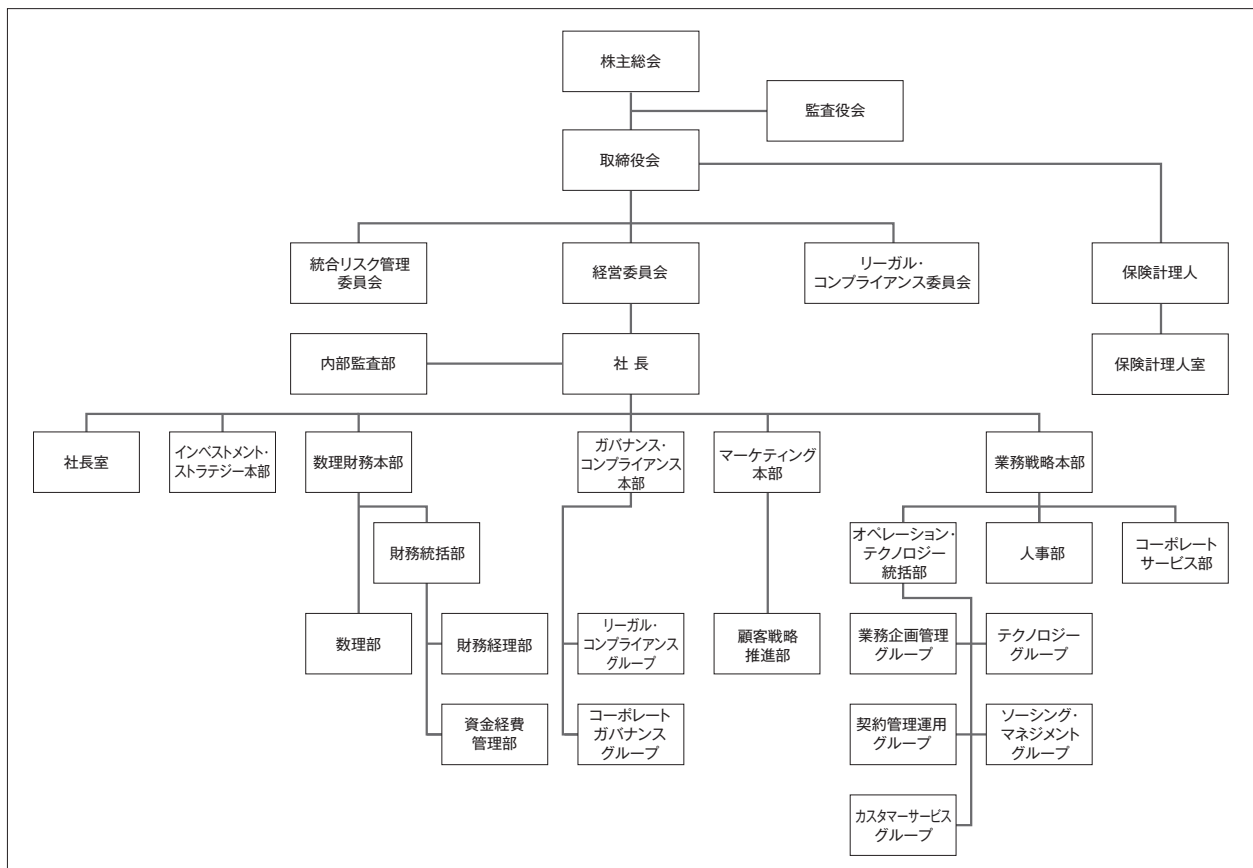 株主総会
監査役会
取締役会
統合リスク管理
委員会
経営委員会
リーガル・
コンプライアンス委員会
保険計理人
内部監査部
社 長
保険計理人室
社長室
インベストメント・
ストラテジー本部
数理財務本部
ガバナンス・
コンプライアンス
本部
マーケティング
本部
業務戦略本部
財務統括部
オペレーション・
テクノロジー
統括部
人事部
コーポレート
サービス部
数理部
財務経理部
リーガル・
コンプライアンス
グループ
顧客戦略
推進部
業務企画管理
グループ
テクノロジー
グループ
資金経費
管理部
コーポレート
ガバナンス
グループ
契約管理運用
グループ
ソーシング・
マネジメント
グループ
カスタマーサービス
グループ